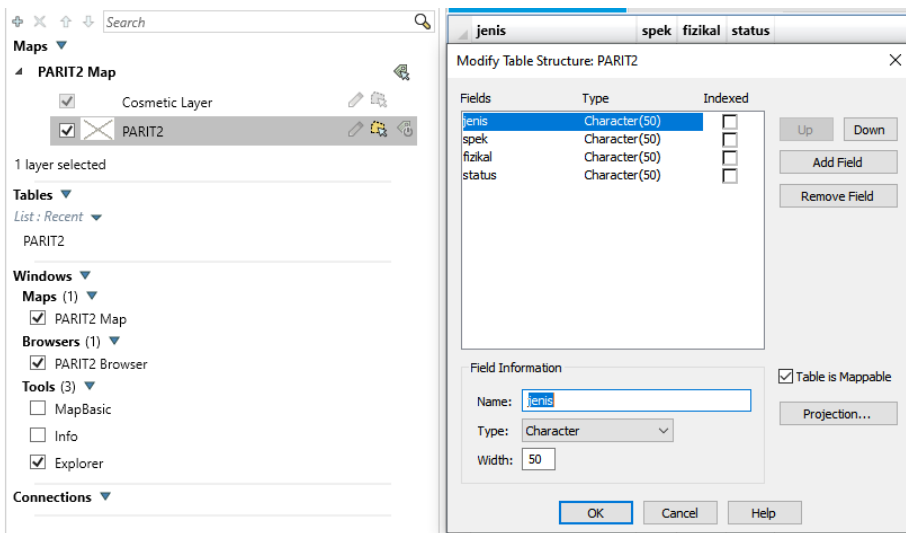 Search
Maps
PARIT2 Map
Cosmetic Layer
PARIT2
1 layer selected
Tables
List : Recent
PARIT2
Windows
Maps (1)
PARIT2 Map
Browsers (1)
PARIT2 Browser
Tools (3)
MapBasic
Info
Explorer
Connections
jenis spek fizikal status
Modify Table Structure: PARIT2
Fields Type Indexed
jenis Character(50)
spek Character(50)
fizikal Character(50)
status Character(50)
Up Down
Add Field
Remove Field
Field Information
Name: jenis
Type: Character
Width: 50
Table is Mappable
Projection...
OK Cancel Help